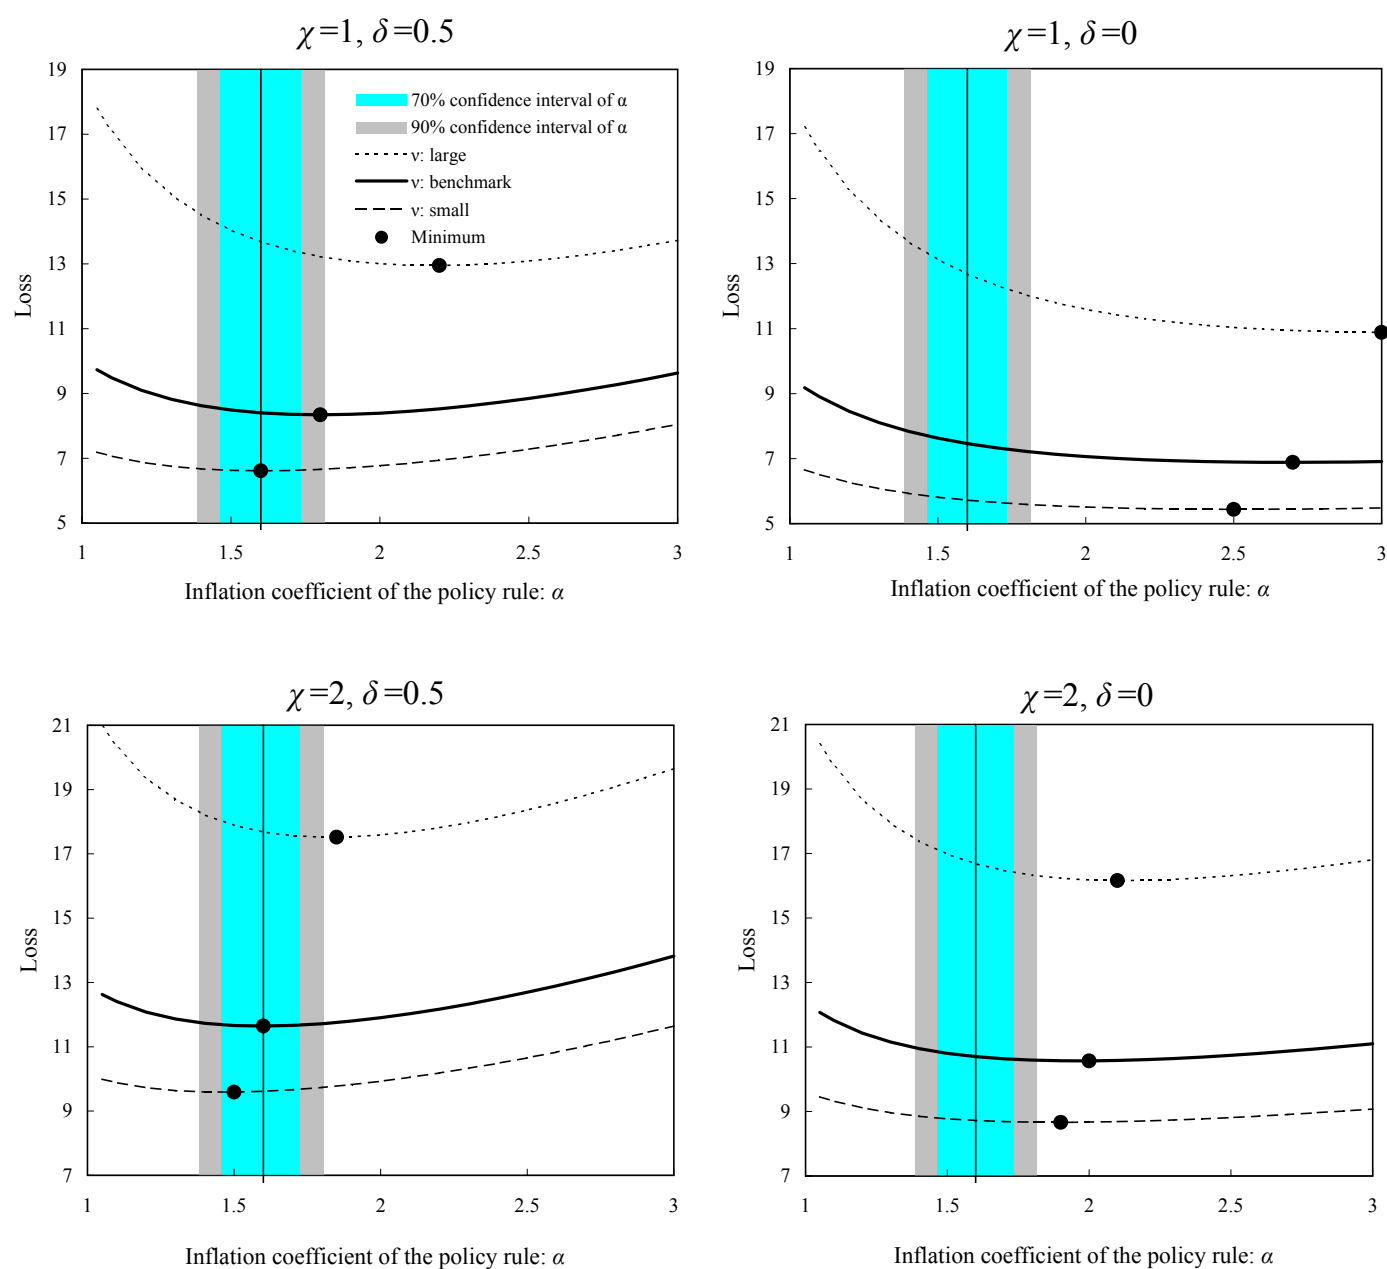 χ=1, δ=0.5
19
17
15
13
11
9
7
5
Loss
70% confidence interval of α
90% confidence interval of α
ν: large
ν: benchmark
ν: small
Minimum
1
1.5
2
2.5
3
Inflation coefficient of the policy rule: α
χ=1, δ=0
19
17
15
13
11
9
7
5
Loss
1
1.5
2
2.5
3
Inflation coefficient of the policy rule: α
χ=2, δ=0.5
21
19
17
15
13
11
9
7
Loss
1
1.5
2
2.5
3
Inflation coefficient of the policy rule: α
χ=2, δ=0
21
19
17
15
13
11
9
7
Loss
1
1.5
2
2.5
3
Inflation coefficient of the policy rule: α